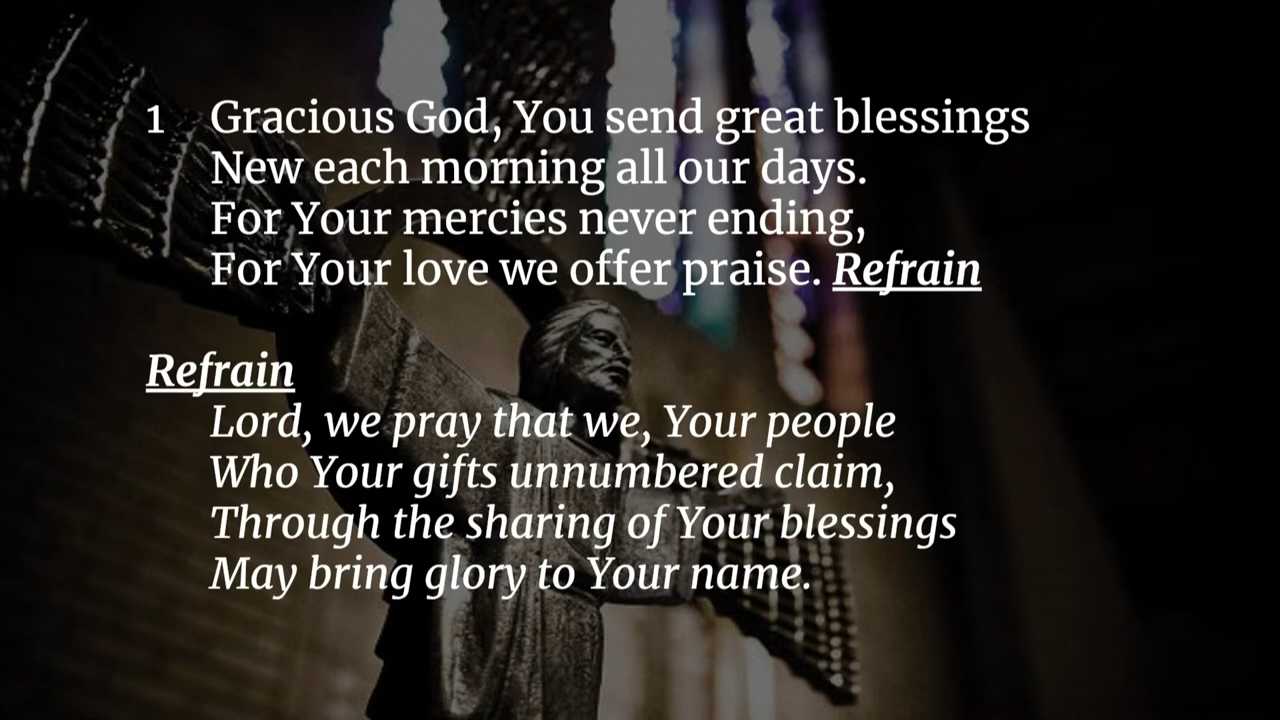 1 Gracious God, You send great blessings
New each morning all our days.
For Your mercies never ending,
For Your love we offer praise. Refrain
Refrain
Lord, we pray that we, Your people
Who Your gifts unnumbered claim,
Through the sharing of Your blessings
May bring glory to Your name.